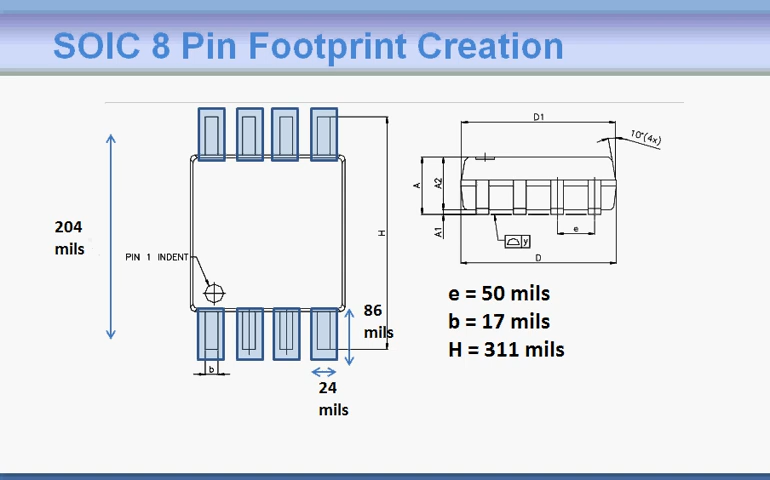 SOIC 8 Pin Footprint Creation
D1
10°(4x)
A
A2
A1
e
y
D
204
mils
H
PIN 1 INDENT
86
mils
b
24
mils
e = 50 mils
b = 17 mils
H = 311 mils